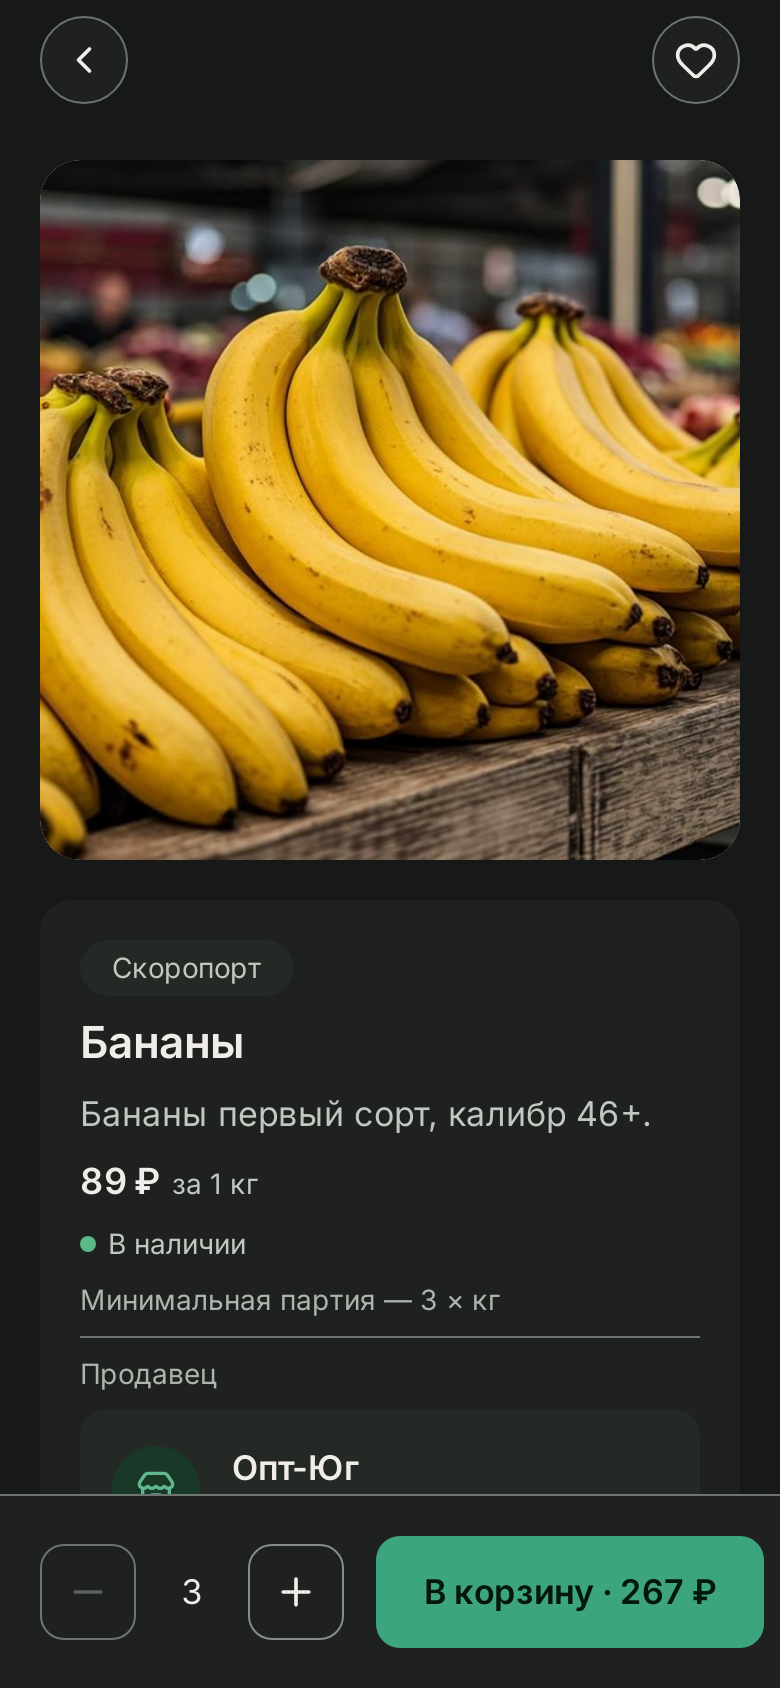 Скоропорт
Бананы
Бананы первый сорт, калибр 46+.
89 ₽ за 1 кг
В наличии
Минимальная партия — 3 × кг
Продавец
Опт-Юг
3
В корзину · 267 ₽